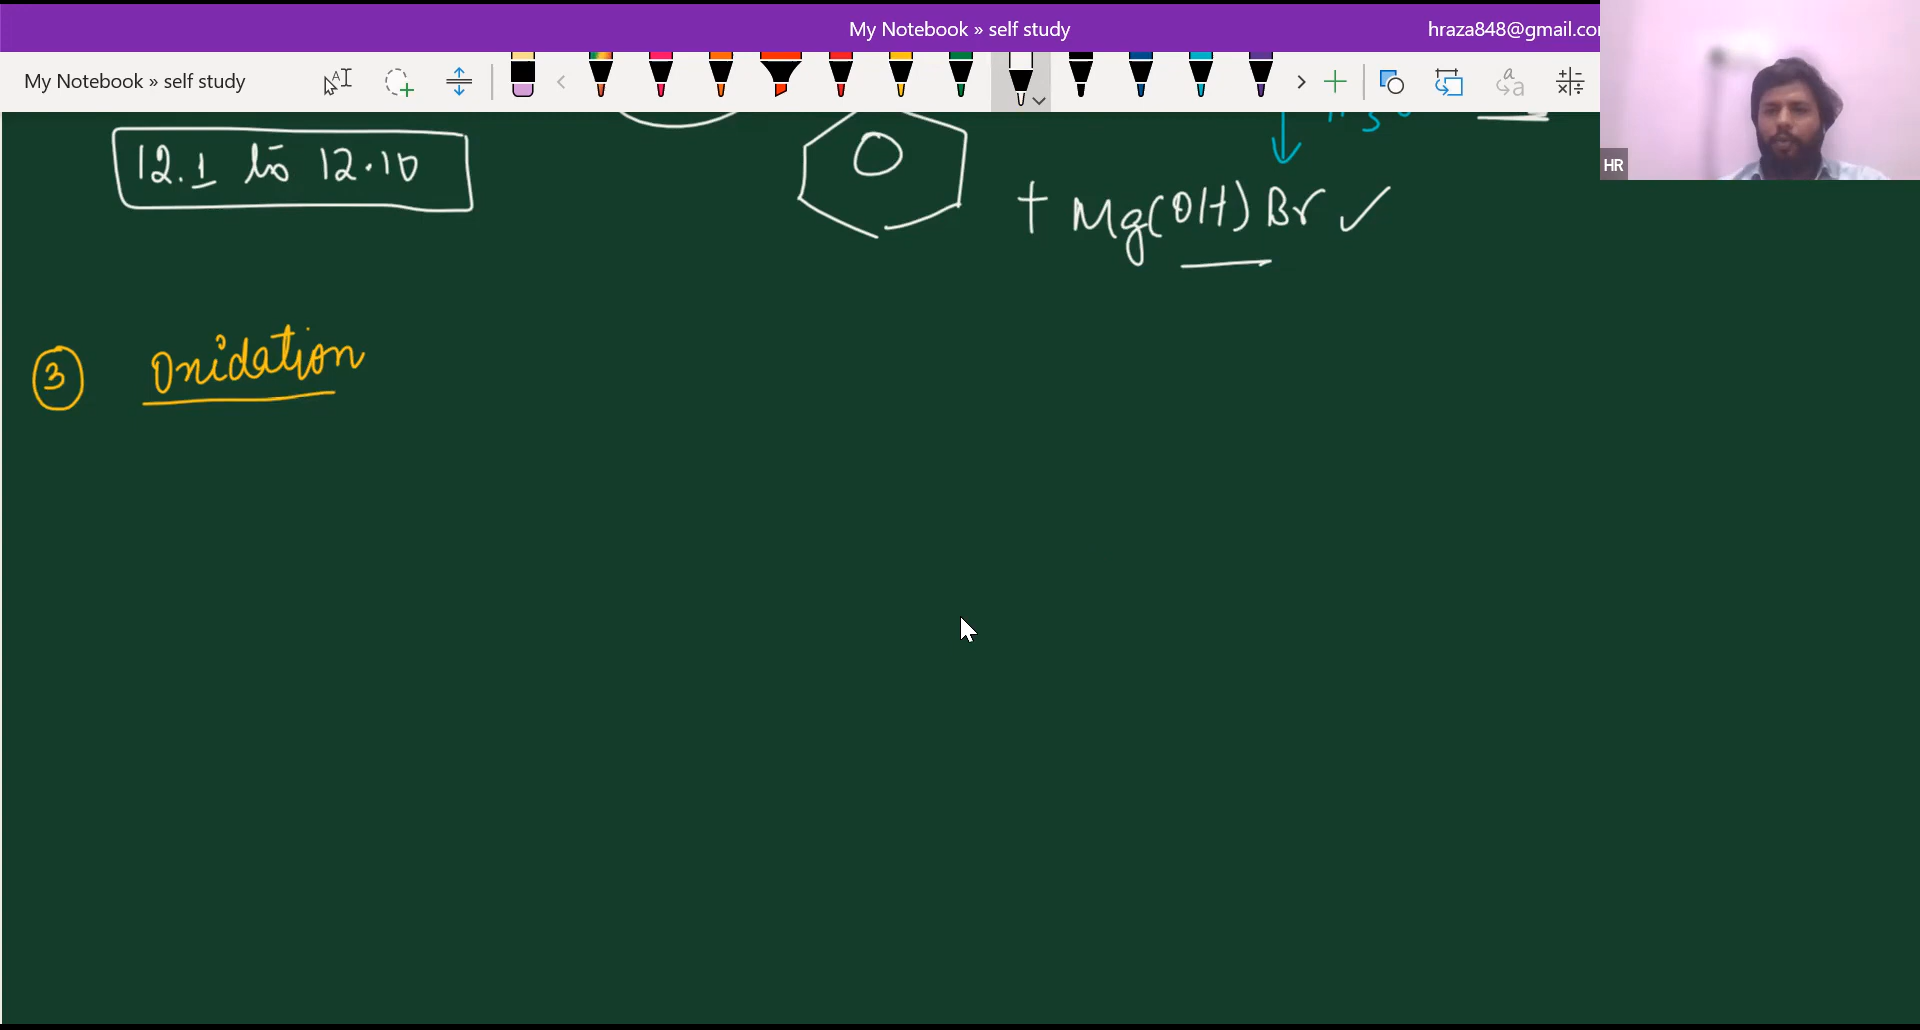 My Notebook » self study
hraza848@gmail.co
My Notebook » self study
HR
12.1 to 12.10
+ Mg(OH)Br ✓
③ Oxidation